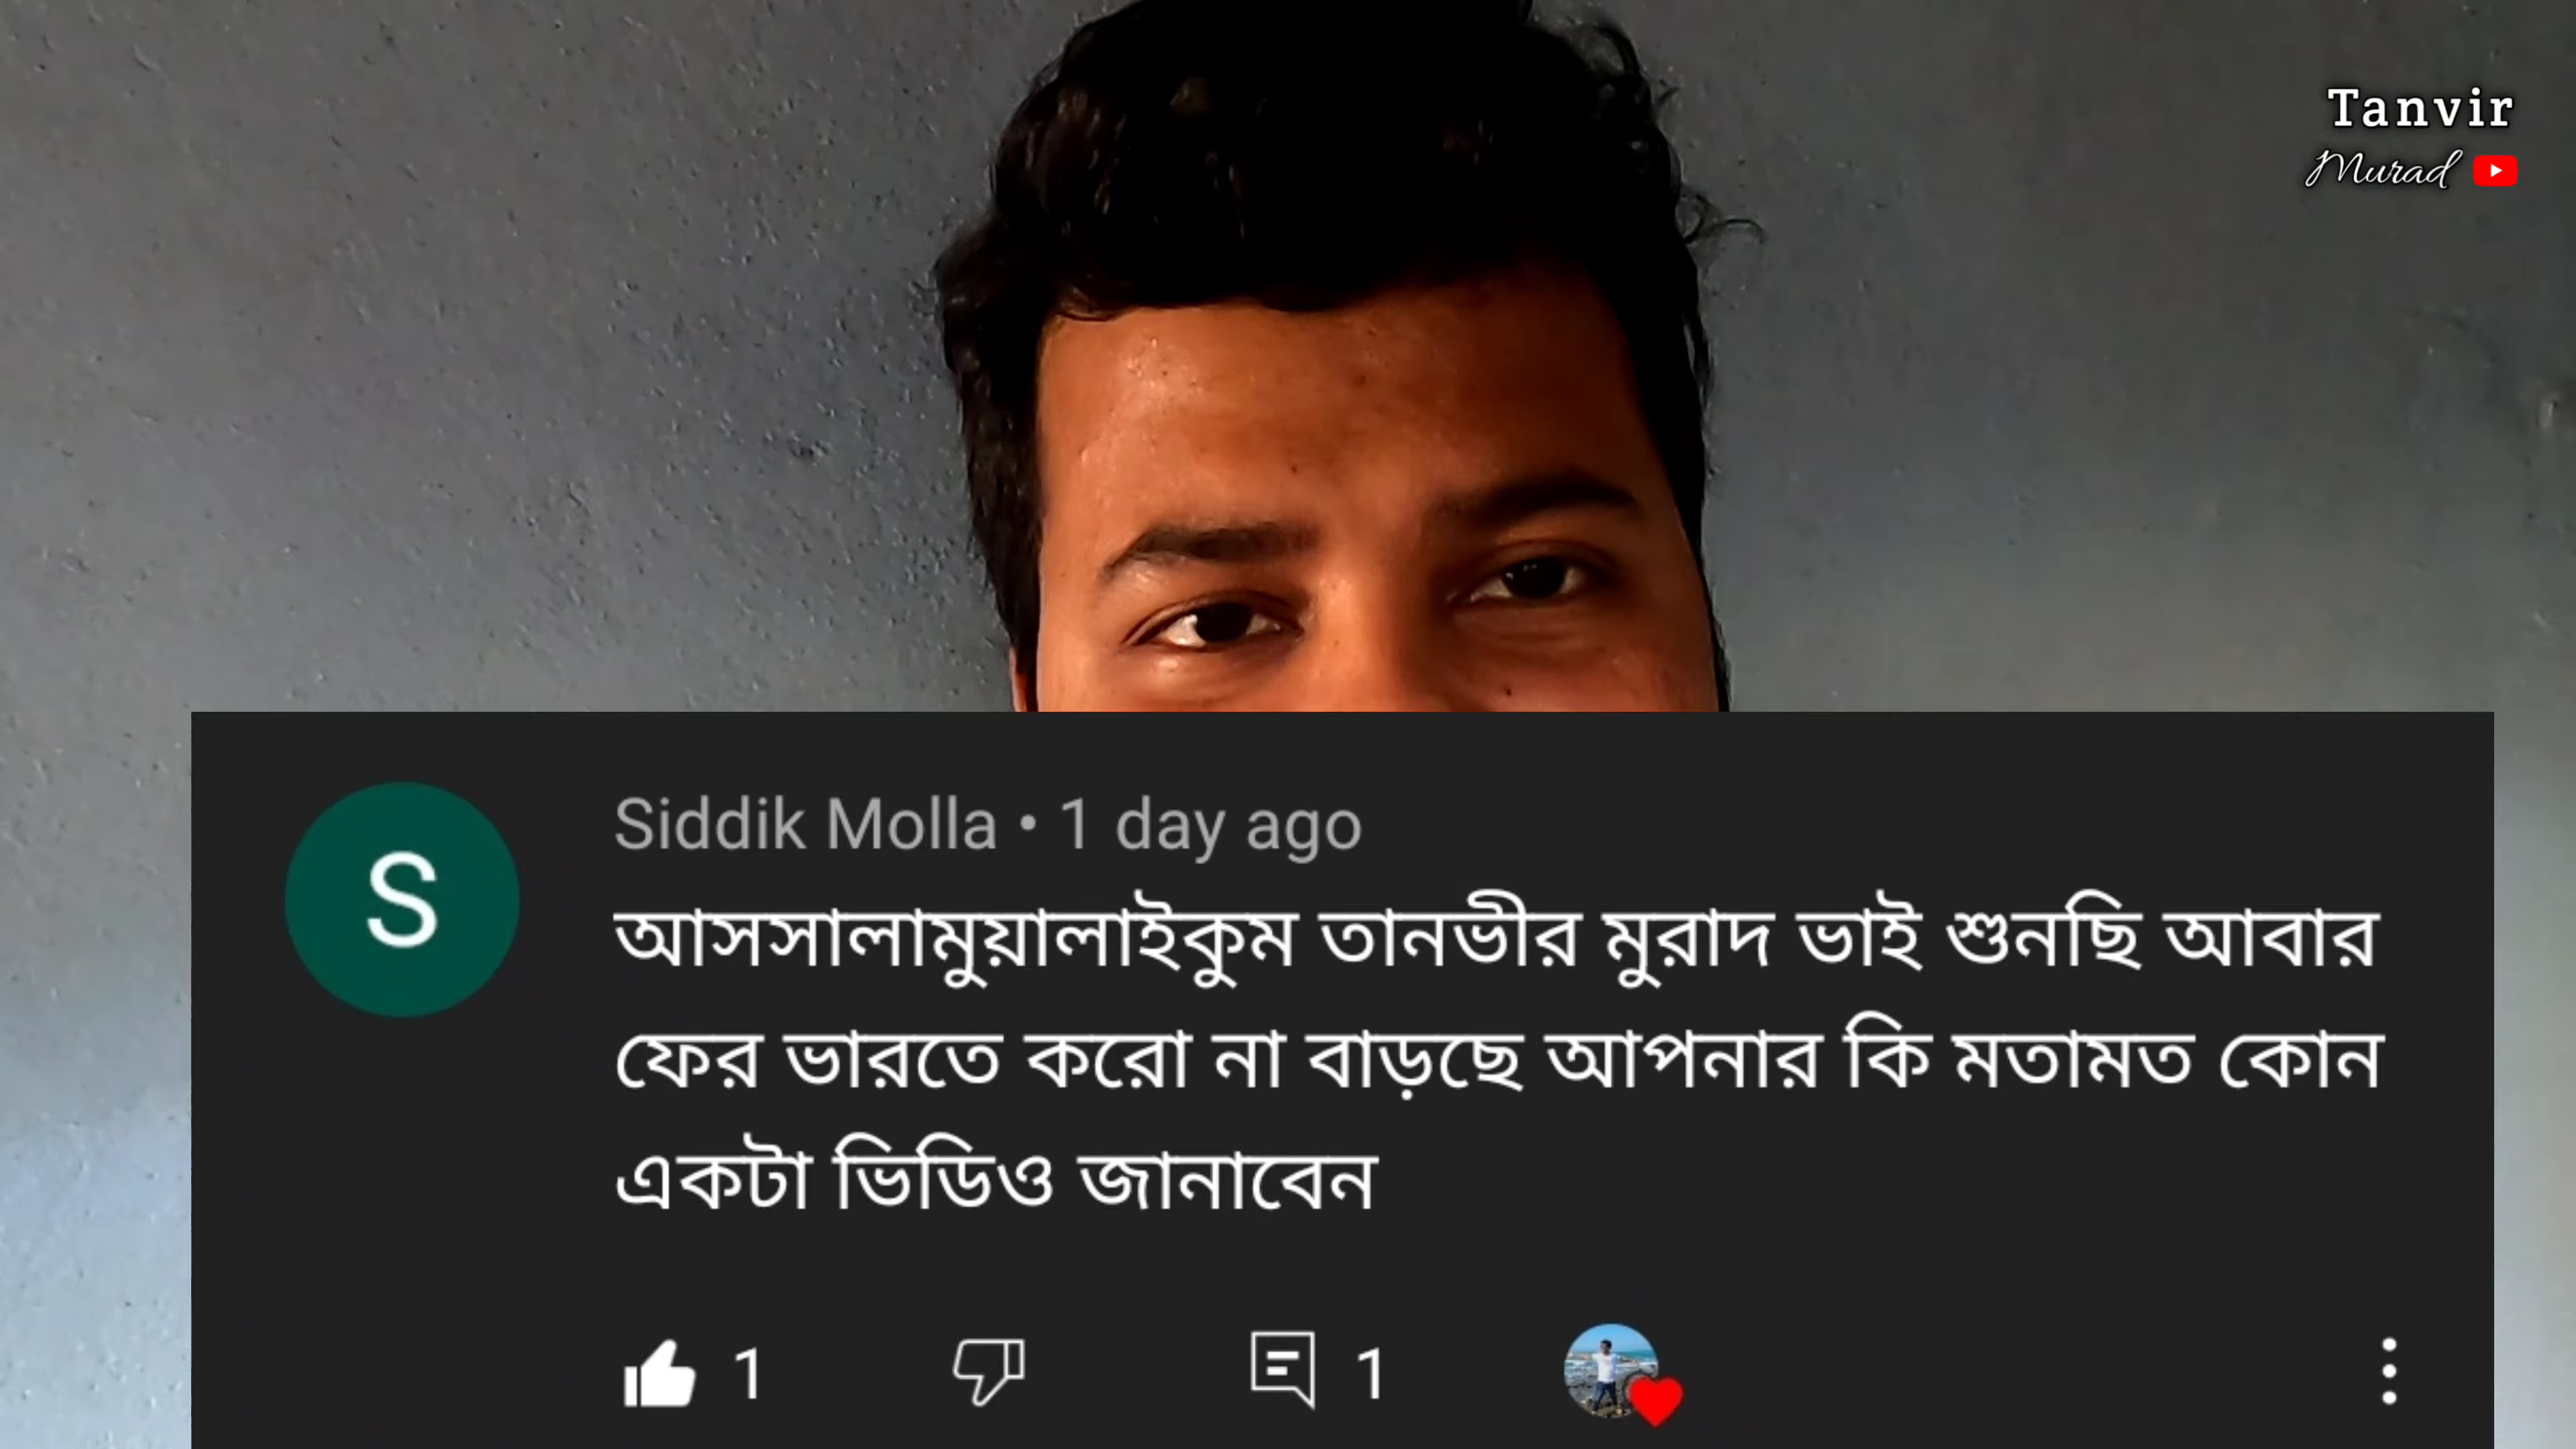 Tanvir
Murad
S
Siddik Molla • 1 day ago
আসসালামুয়ালাইকুম তানভীর মুরাদ ভাই শুনছি আবার
ফের ভারতে করো না বাড়ছে আপনার কি মতামত কোন
একটা ভিডিও জানাবেন
1
1